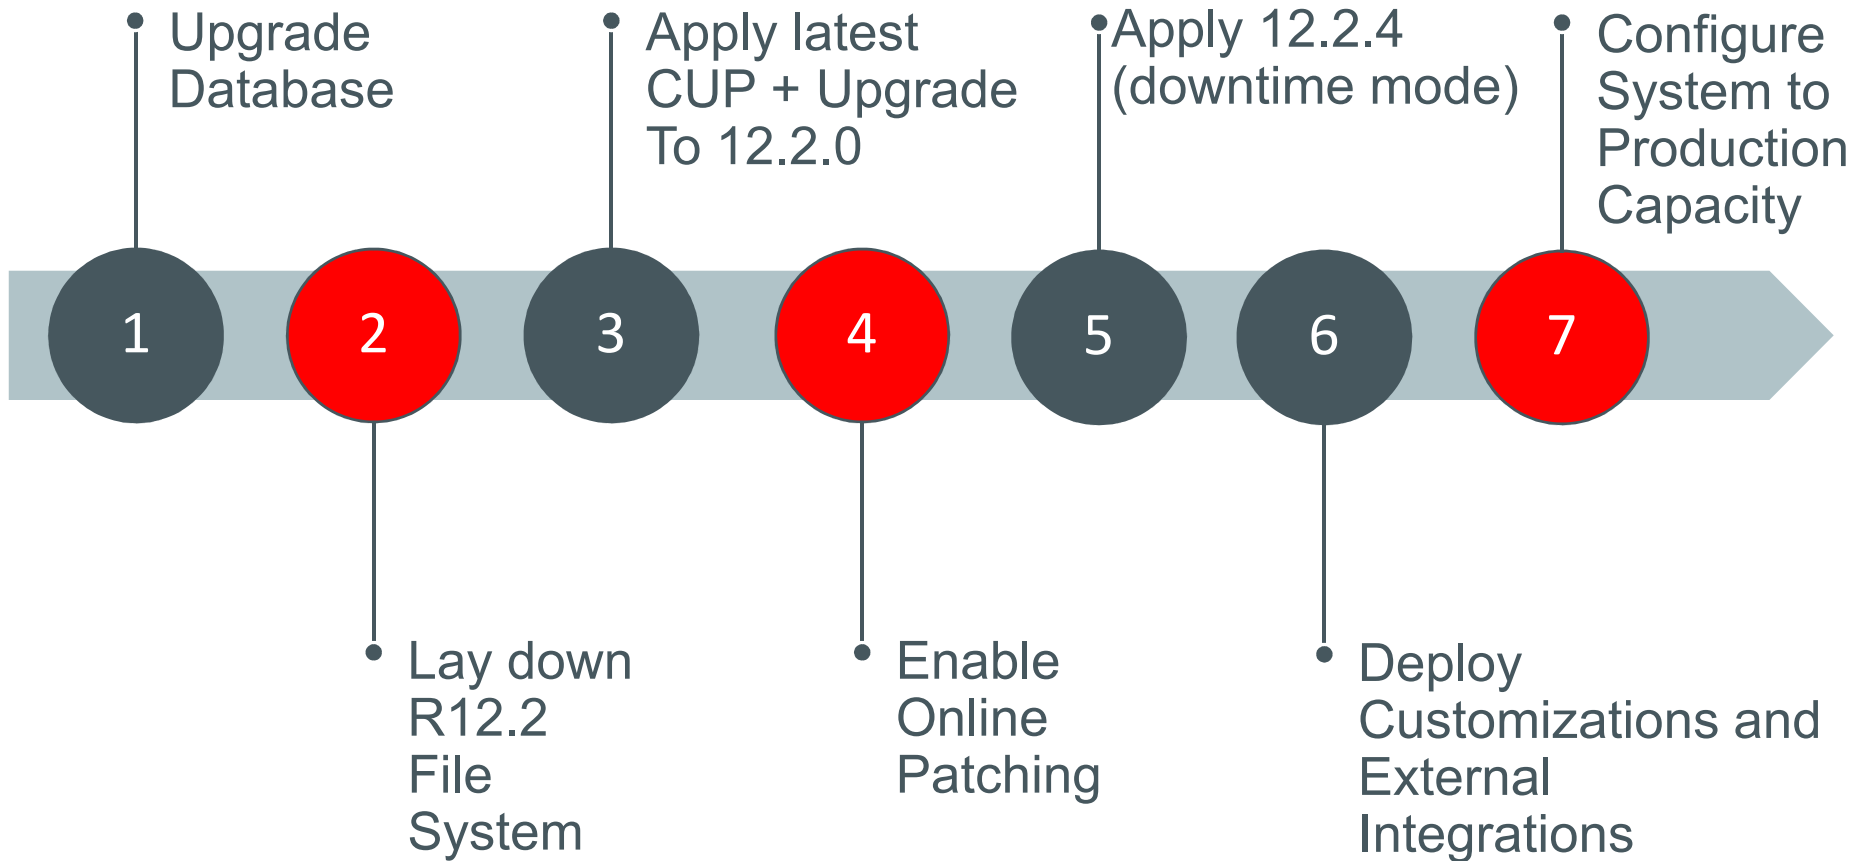 Upgrade
Database
Apply latest
CUP + Upgrade
To 12.2.0
Apply 12.2.4
(downtime mode)
Configure
System to
Production
Capacity
1
2
3
4
5
6
7
Lay down
R12.2
File
System
Enable
Online
Patching
Deploy
Customizations and
External
Integrations